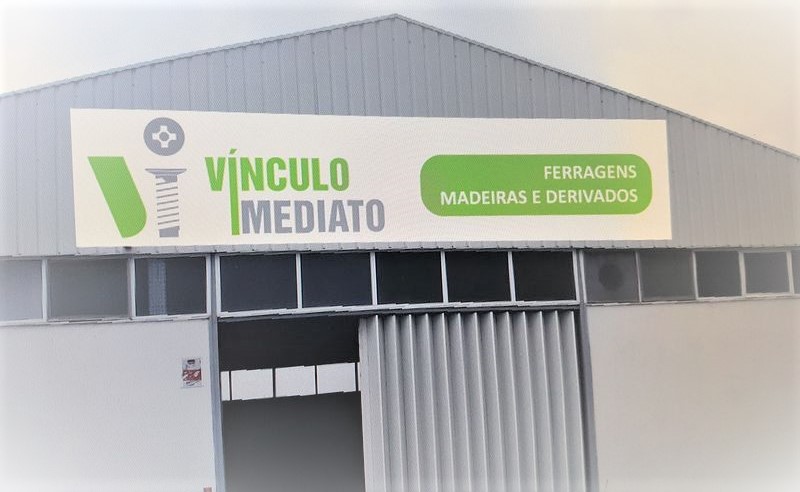 VÍNCULO
IMEDIATO
FERRAGENS
MADEIRAS E DERIVADOS